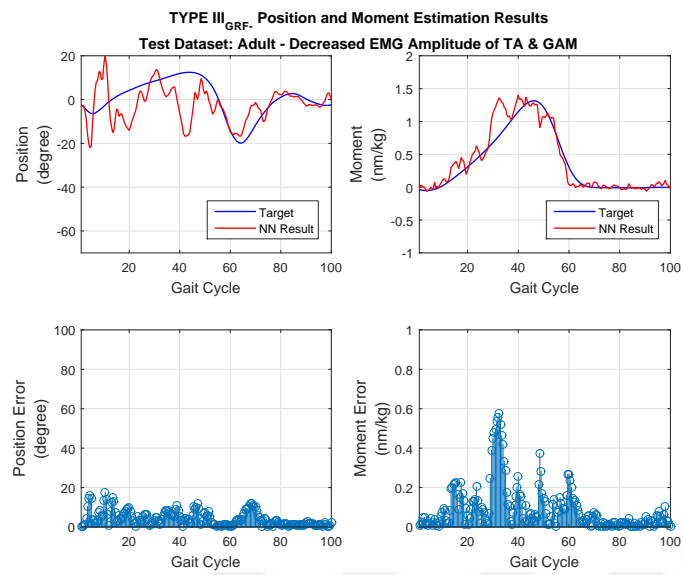 TYPE III GRF- Position and Moment Estimation Results
Test Dataset: Adult - Decreased EMG Amplitude of TA & GAM
20
0
-20
-40
-60
Position
(degree)
Target
NN Result
20 40 60 80 100
Gait Cycle
2
1.5
1
0.5
0
-0.5
-1
Moment
(nm/kg)
Target
NN Result
20 40 60 80 100
Gait Cycle
100
80
60
40
20
0
Position Error
(degree)
0 20 40 60 80 100
Gait Cycle
1
0.8
0.6
0.4
0.2
0
Moment Error
(nm/kg)
20 40 60 80 100
Gait Cycle